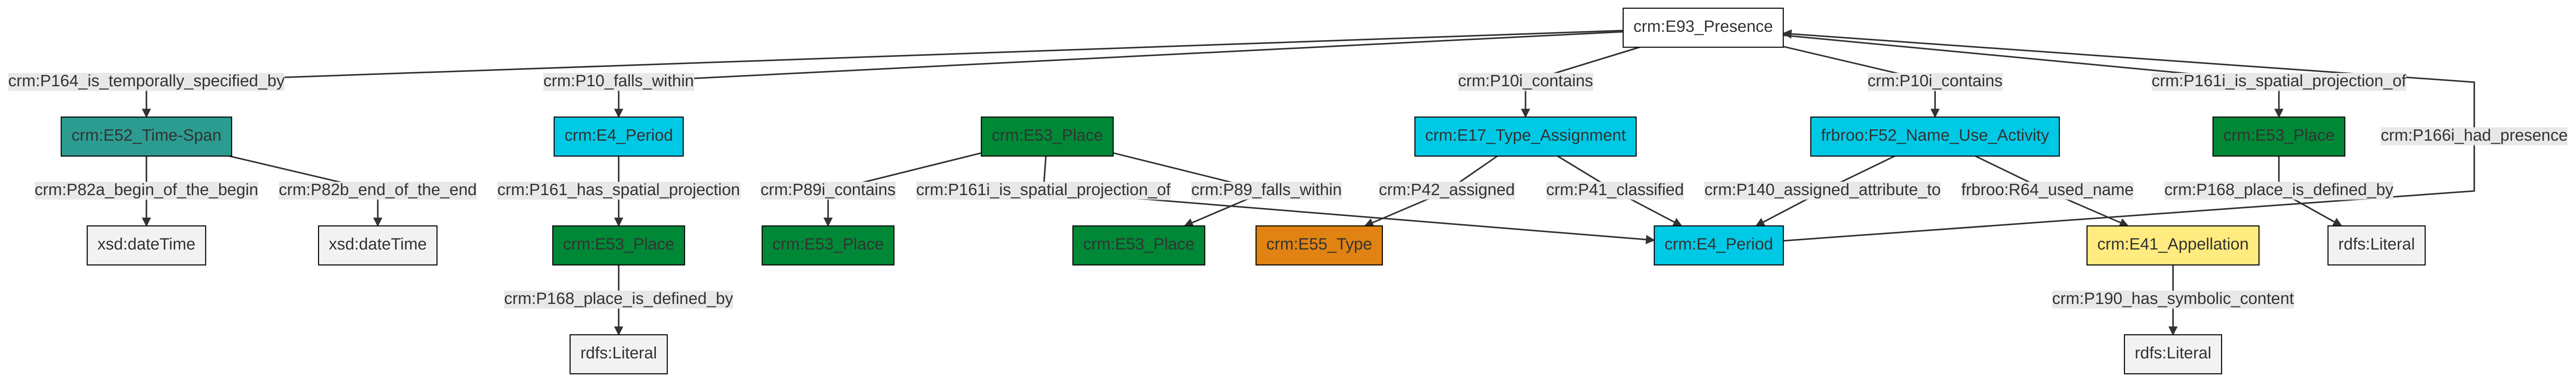 crm:E93_Presence
crm:P164_is_temporally_specified_by
crm:P10_falls_within
crm:P10i_contains
crm:P10i_contains
crm:P161i_is_spatial_projection_of
crm:E52_Time-Span
crm:E4_Period
crm:E53_Place
crm:E17_Type_Assignment
frbroo:F52_Name_Use_Activity
crm:E53_Place
crm:P166i_had_presence
crm:P82a_begin_of_the_begin
crm:P82b_end_of_the_end
crm:P161_has_spatial_projection
crm:P89i_contains
crm:P161i_is_spatial_projection_of
crm:P89_falls_within
crm:P42_assigned
crm:P41_classified
crm:P140_assigned_attribute_to
frbroo:R64_used_name
crm:P168_place_is_defined_by
xsd:dateTime
xsd:dateTime
crm:E53_Place
crm:E53_Place
crm:E53_Place
crm:E55_Type
crm:E4_Period
crm:E41_Appellation
rdfs:Literal
crm:P168_place_is_defined_by
crm:P190_has_symbolic_content
rdfs:Literal
rdfs:Literal